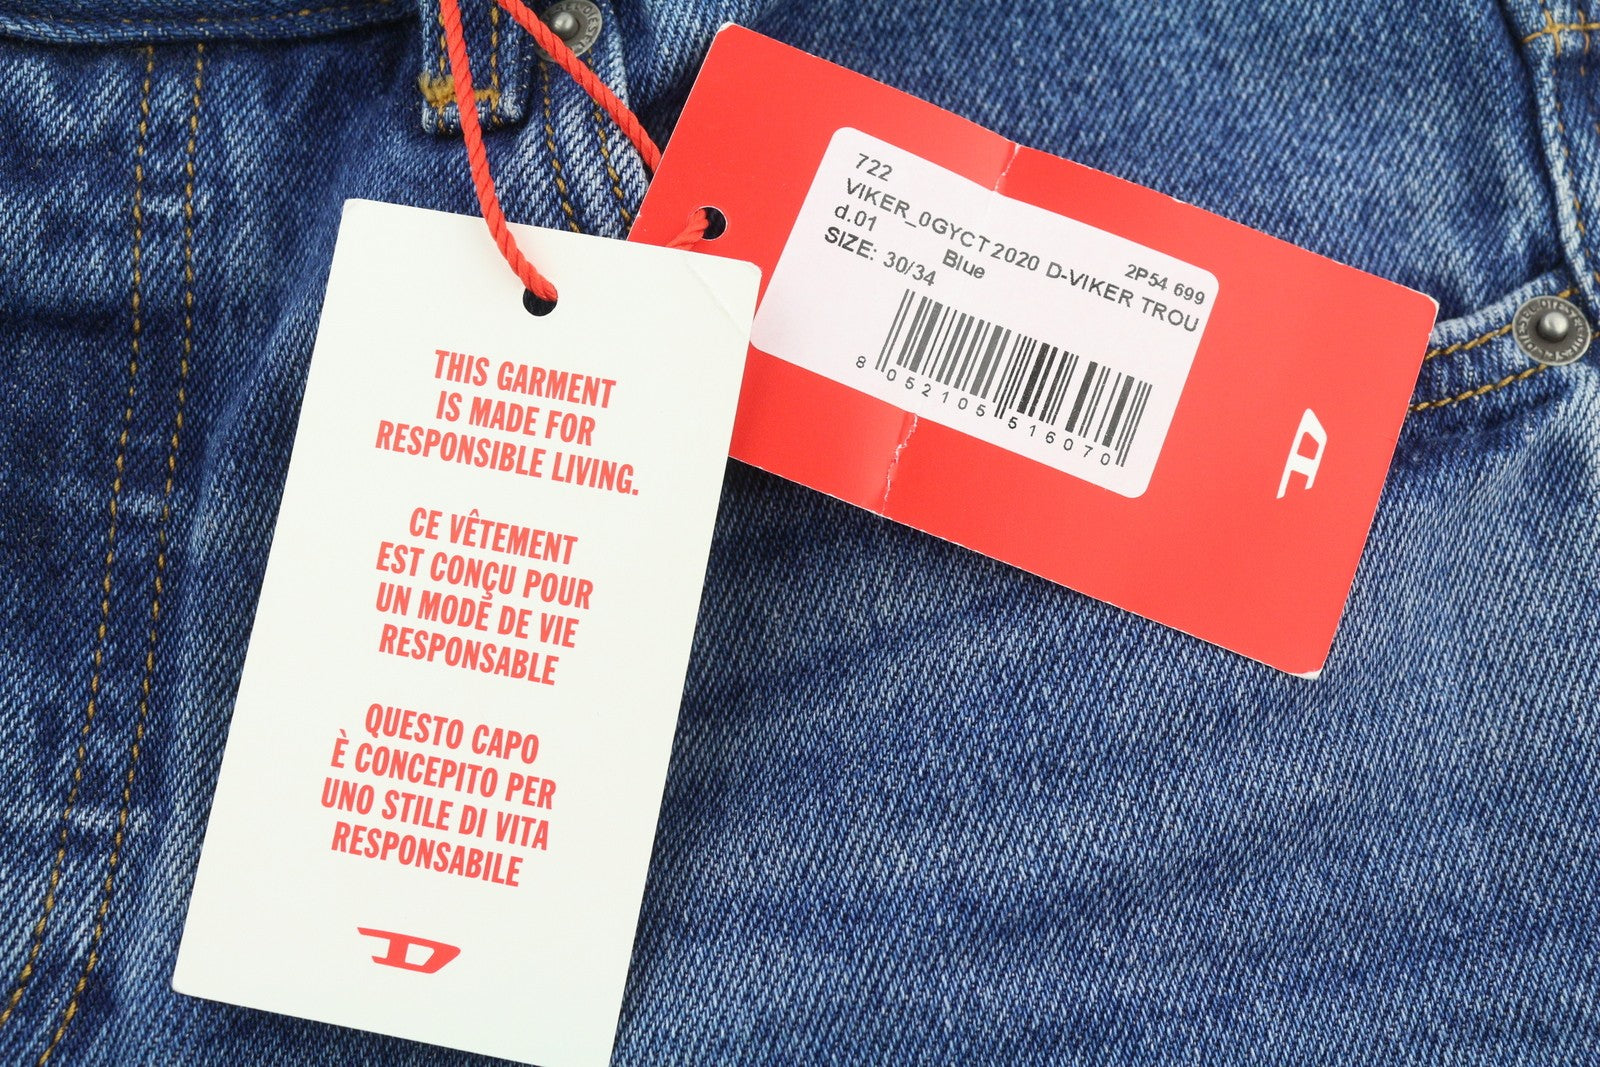 THIS GARMENT
IS MADE FOR
RESPONSIBLE LIVING.
CE VÊTEMENT
EST CONÇU POUR
UN MODE DE VIE
RESPONSABLE
QUESTO CAPO
È CONCEPITO PER
UNO STILE DI VITA
RESPONSABILE
D
722
VIKER_0GYCT2020 D-VIKER TROU
2P54 699
d.01
Blue
SIZE: 30/34
8 052105 516070
D